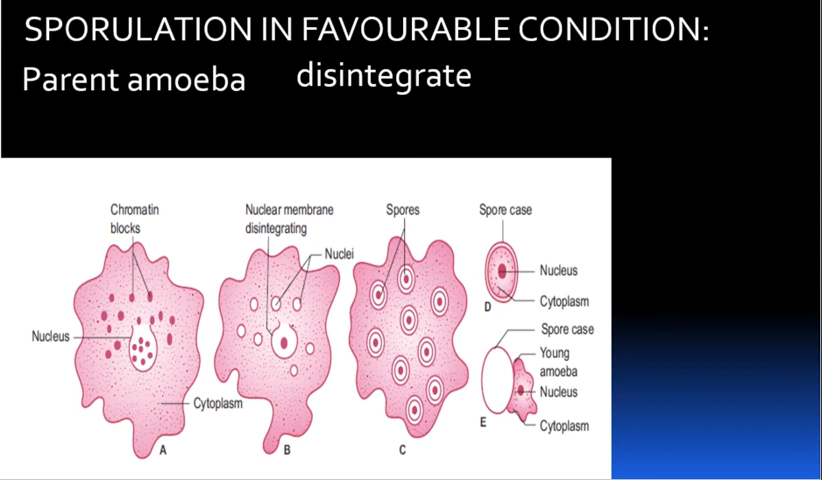 SPORULATION IN FAVOURABLE CONDITION:
Parent amoeba disintegrate
Chromatin
blocks
Nuclear membrane
disintegrating
Nuclei
Spores
Spore case
Nucleus
Cytoplasm
D
Nucleus
Cytoplasm
Spore case
Young
amoeba
Nucleus
Cytoplasm
E
A
B
C